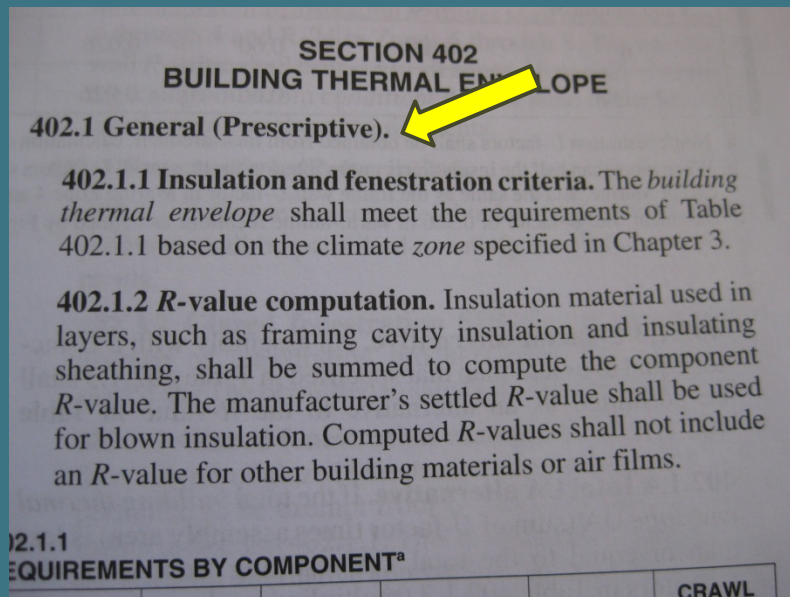 SECTION 402
BUILDING THERMAL ENVELOPE
402.1 General (Prescriptive).
402.1.1 Insulation and fenestration criteria. The building
thermal envelope shall meet the requirements of Table
402.1.1 based on the climate zone specified in Chapter 3.
402.1.2 R-value computation. Insulation material used in
layers, such as framing cavity insulation and insulating
sheathing, shall be summed to compute the component
R-value. The manufacturer's settled R-value shall be used
for blown insulation. Computed R-values shall not include
an R-value for other building materials or air films.
02.1.1
EQUIREMENTS BY COMPONENTa
CRAWL